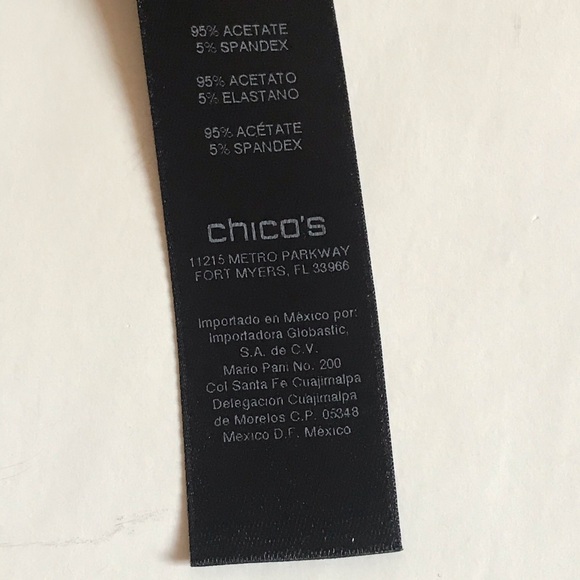 95% ACETATE
5% SPANDEX
95% ACETATO
5% ELASTANO
95% ACÉTATE
5% SPANDEX
chico's
11215 METRO PARKWAY
FORT MYERS, FL 33966
Importado en México por:
Importadora Globastic,
S.A. de C.V.
Mario Pani No. 200
Col Santa Fe Cuajimalpa
Delegación Cuajimalpa
de Morelos C.P. 05348
Mexico D.F. México